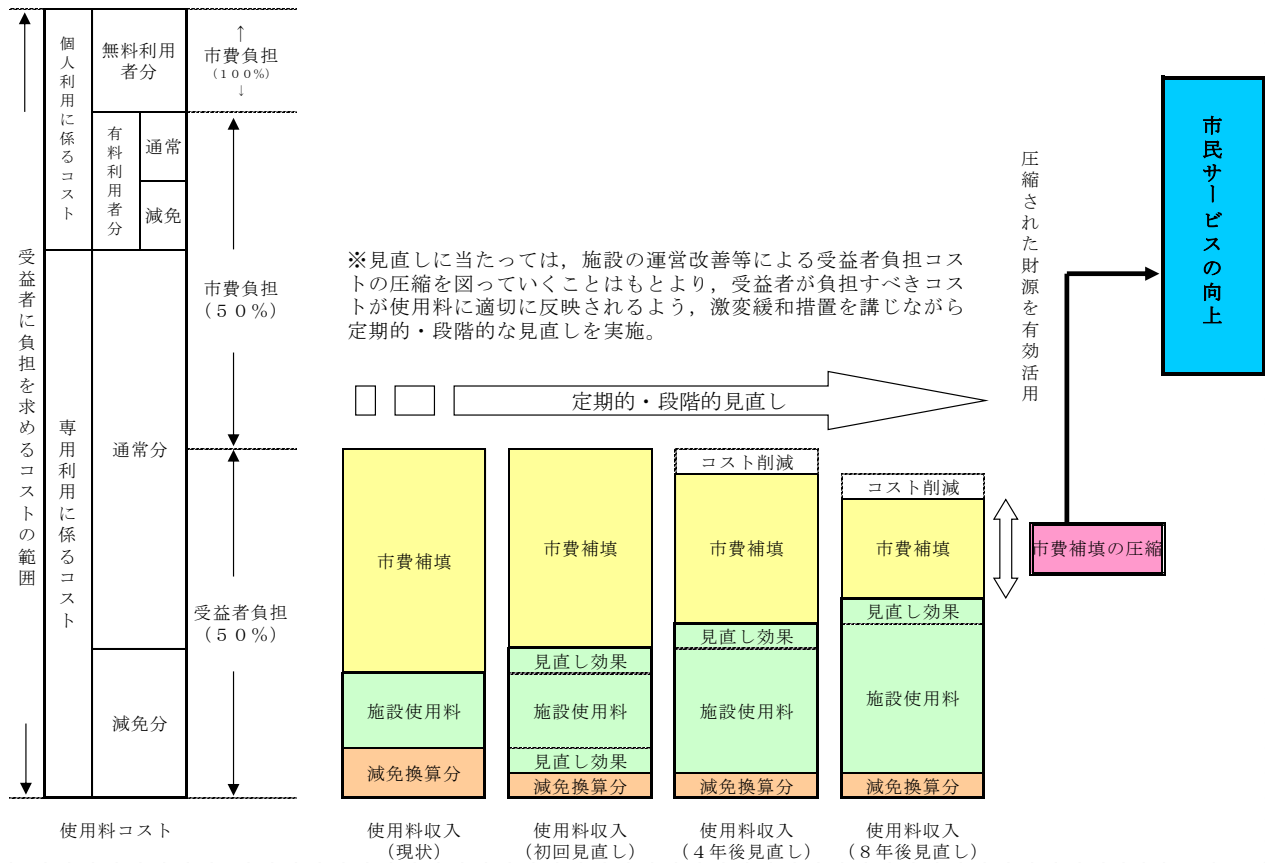 受益者に負担を求めるコストの範囲
個人利用に係るコスト
無料利用
者分
有料利用者分
通常
減免
専用利用に係るコスト
通常分
減免分
使用料コスト
↑
市費負担
(１００%)
↓
市費負担
(５０%)
受益者負担
(５０%)
※見直しに当たっては，施設の運営改善等による受益者負担コス
トの圧縮を図っていくことはもとより，受益者が負担すべきコス
トが使用料に適切に反映されるよう，激変緩和措置を講じながら
定期的・段階的な見直しを実施。
定期的・段階的見直し
市費補填
施設使用料
減免換算分
使用料収入
(現状)
市費補填
見直し効果
施設使用料
見直し効果
減免換算分
使用料収入
(初回見直し)
コスト削減
市費補填
見直し効果
施設使用料
減免換算分
使用料収入
(４年後見直し)
コスト削減
市費補填
見直し効果
施設使用料
減免換算分
使用料収入
(８年後見直し)
市費補填の圧縮
圧縮された財源を有効活用
市民サービスの向上